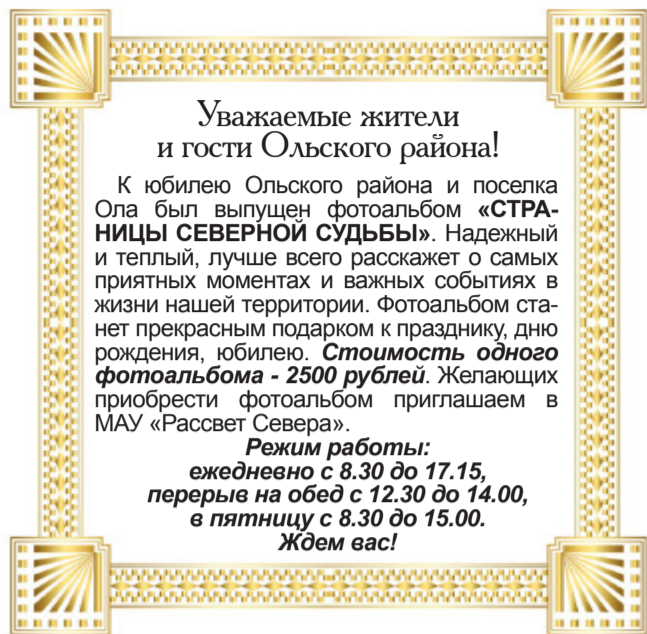 Уважаемые жители
и гости Ольского района!
К юбилею Ольского района и поселка
Ола был выпущен фотоальбом «СТРА-
НИЦЫ СЕВЕРНОЙ СУДЬБЫ». Надежный
и теплый, лучше всего расскажет о самых
приятных моментах и важных событиях в
жизни нашей территории. Фотоальбом ста-
нет прекрасным подарком к празднику, дню
рождения, юбилею. Стоимость одного
фотоальбома - 2500 рублей. Желающих
приобрести фотоальбом приглашаем в
МАУ «Рассвет Севера».
Режим работы:
ежедневно с 8.30 до 17.15,
перерыв на обед с 12.30 до 14.00,
в пятницу с 8.30 до 15.00.
Ждем вас!